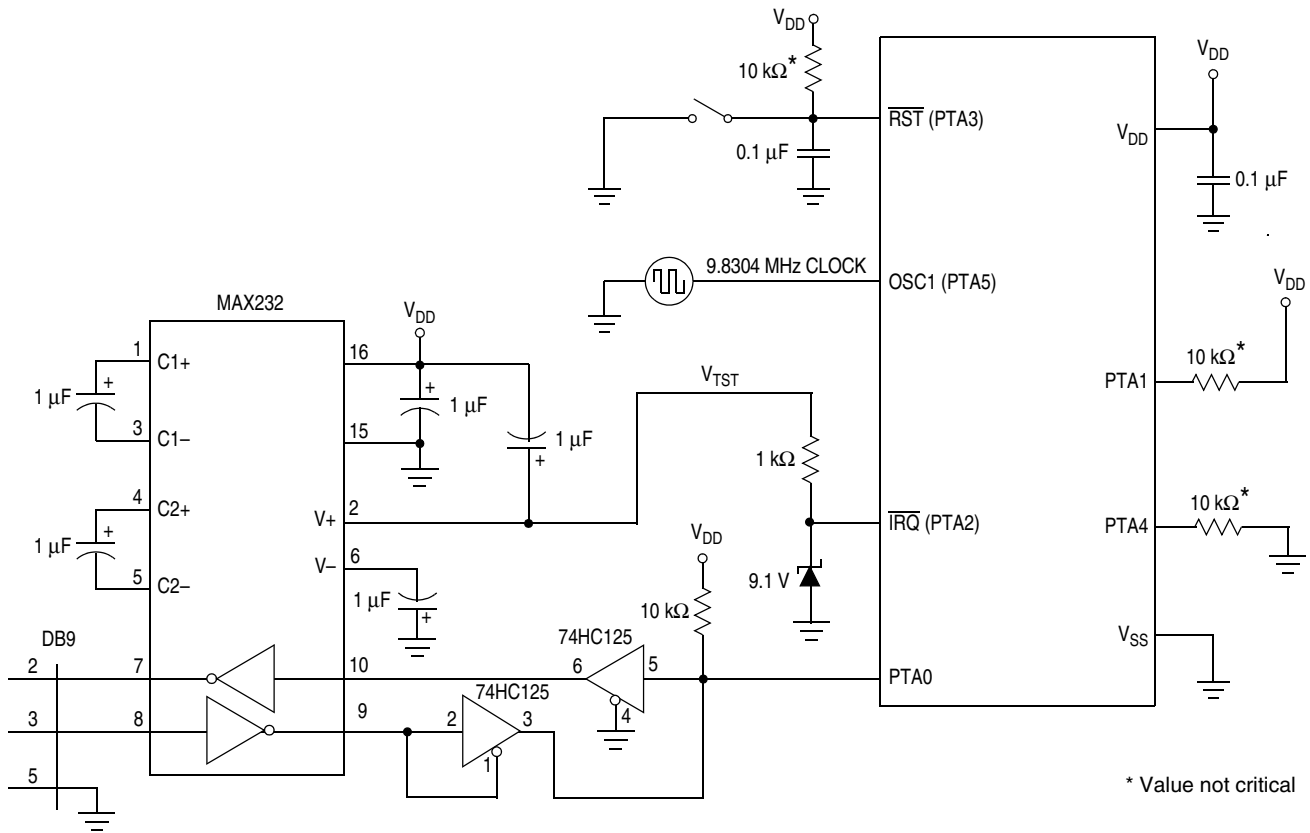 V_DD
10 kΩ*
0.1 µF
R̅S̅T̅ (PTA3)
V_DD
V_DD
0.1 µF
9.8304 MHz CLOCK
OSC1 (PTA5)
MAX232
V_DD
V_DD
1
C1+
16
1 µF
+
+
1 µF
3
C1–
15
1 µF
+
V_TST
10 kΩ*
PTA1
1 kΩ
4
C2+
V+
2
I̅R̅Q̅ (PTA2)
10 kΩ*
PTA4
1 µF
+
5
C2–
V–
6
1 µF
+
V_DD
10 kΩ
9.1 V
DB9
74HC125
V_SS
2
7
10
6
5
4
PTA0
74HC125
3
8
9
2
3
1
5
* Value not critical